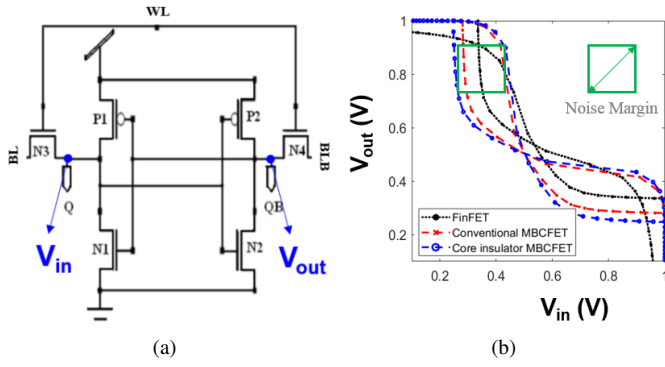 WL
P1
P2
BL
N3
N4
BLB
Q
QB
N1
N2
Vin
Vout
(a)
1
0.8
0.6
0.4
0.2
Vout (V)
Noise Margin
FinFET
Conventional MBCFET
Core insulator MBCFET
0.2
0.4
0.6
0.8
1
Vin (V)
(b)